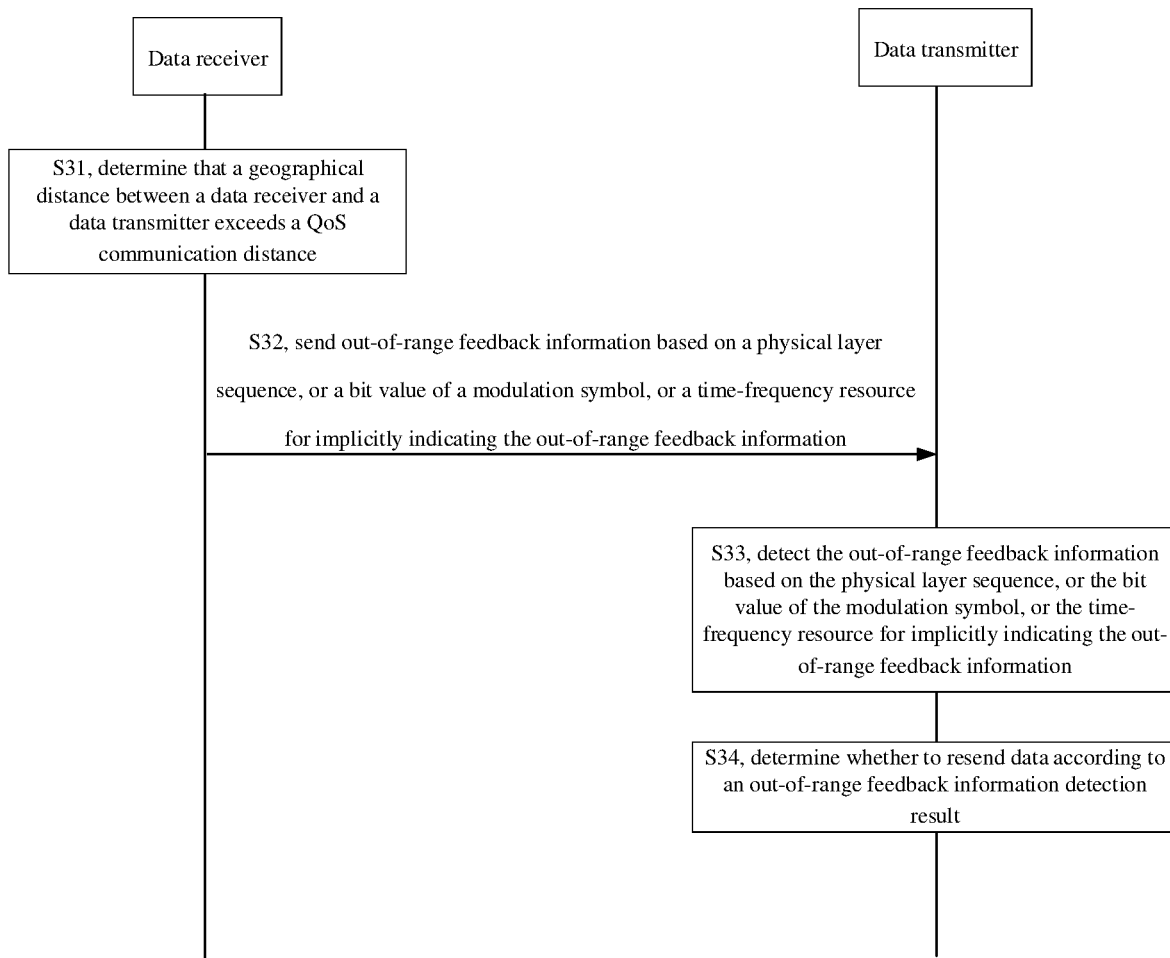 Data receiver
Data transmitter
S31, determine that a geographical
distance between a data receiver and a
data transmitter exceeds a QoS
communication distance
S32, send out-of-range feedback information based on a physical layer
sequence, or a bit value of a modulation symbol, or a time-frequency resource
for implicitly indicating the out-of-range feedback information
S33, detect the out-of-range feedback information
based on the physical layer sequence, or the bit
value of the modulation symbol, or the time-
frequency resource for implicitly indicating the out-
of-range feedback information
S34, determine whether to resend data according to
an out-of-range feedback information detection
result